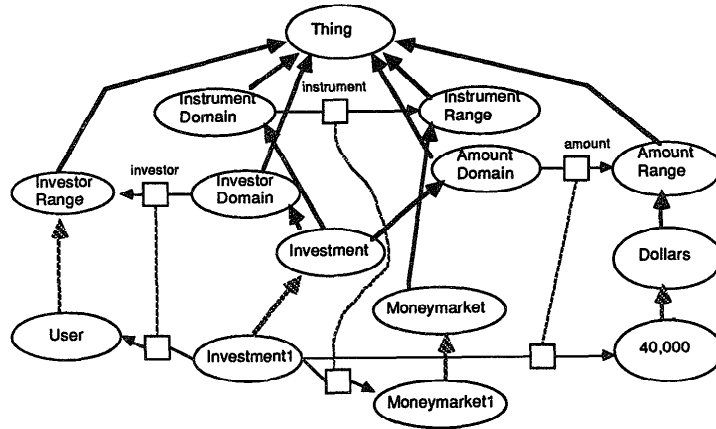 Thing
instrument
Instrument
Domain
Instrument
Range
amount
investor
Amount
Domain
Amount
Range
Investor
Range
Investor
Domain
Investment
Dollars
Moneymarket
User
Investment1
40,000
Moneymarket1